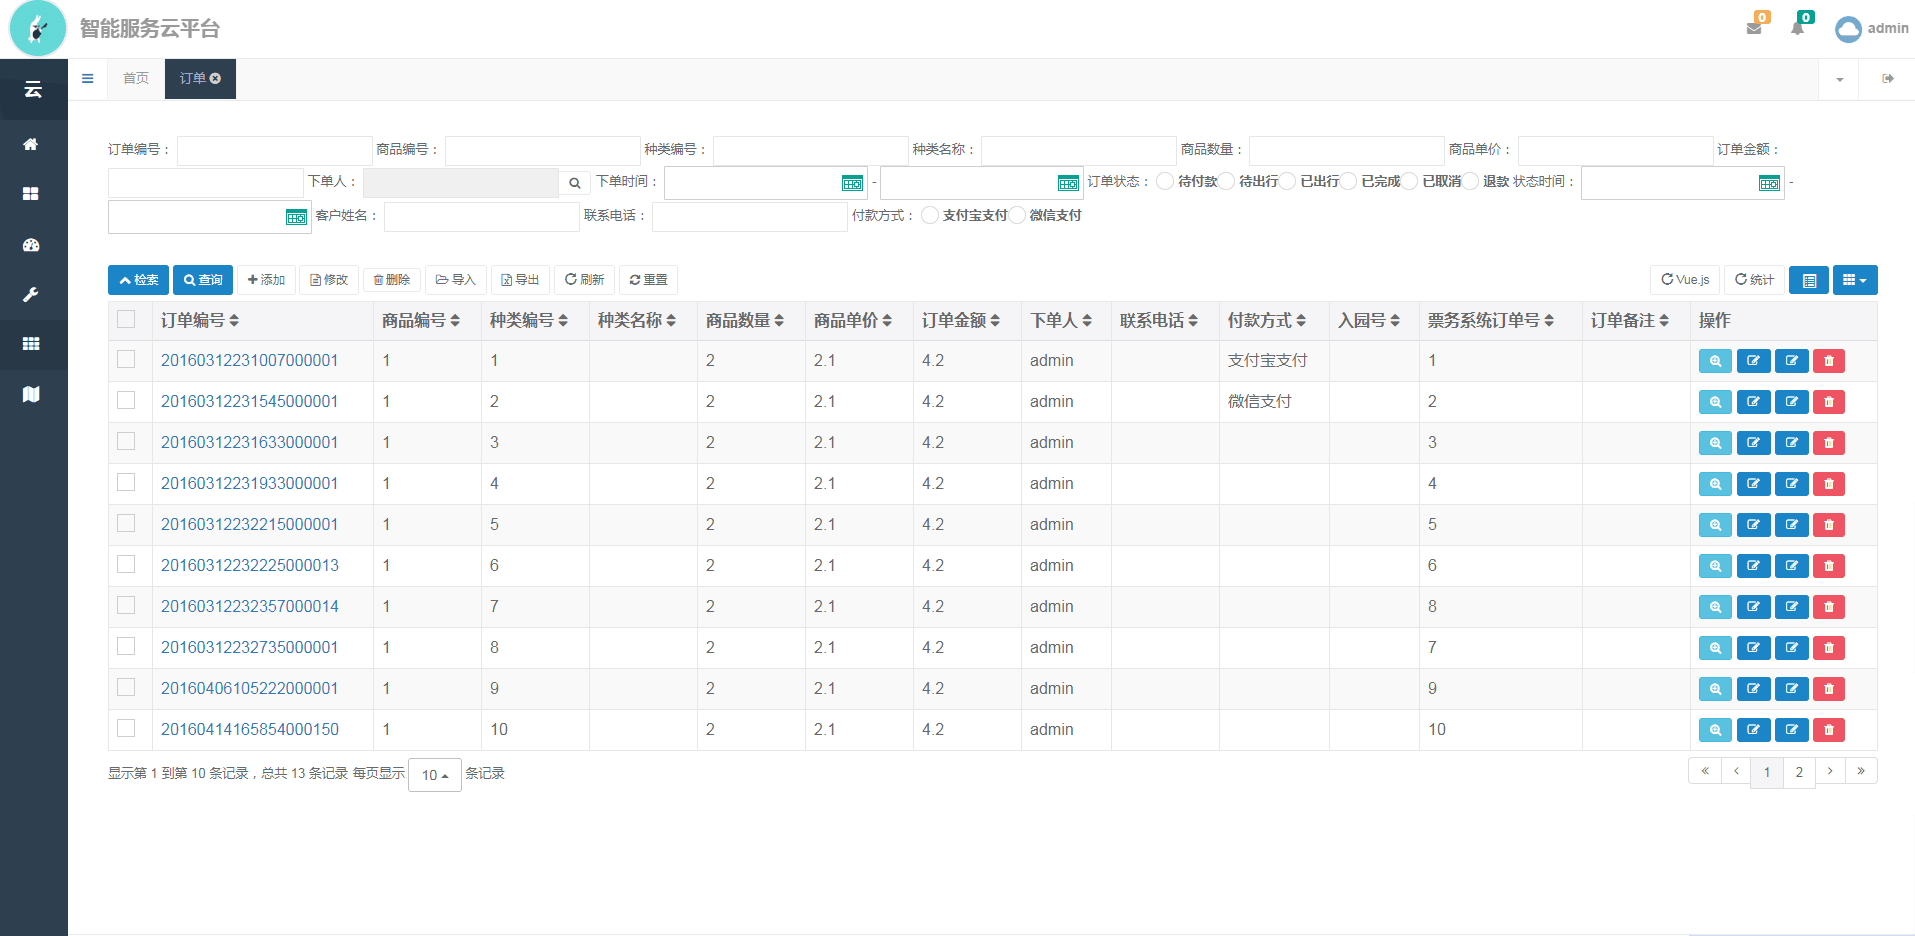 智能服务云平台
0
0
admin
云
首页
订单
订单编号：
商品编号：
种类编号：
种类名称：
商品数量：
商品单价：
订单金额：
下单人：
下单时间：
-
订单状态：
待付款
待出行
已出行
已完成
已取消
退款
状态时间：
-
客户姓名：
联系电话：
付款方式：
支付宝支付
微信支付
检索
查询
添加
修改
删除
导入
导出
刷新
重置
Vue.js
统计
订单编号 商品编号 种类编号 种类名称 商品数量 商品单价 订单金额 下单人 联系电话 付款方式 入园号 票务系统订单号 订单备注 操作
20160312231007000001 1 1 2 2.1 4.2 admin 支付宝支付 1
20160312231545000001 1 2 2 2.1 4.2 admin 微信支付 2
20160312231633000001 1 3 2 2.1 4.2 admin 3
20160312231933000001 1 4 2 2.1 4.2 admin 4
20160312232215000001 1 5 2 2.1 4.2 admin 5
20160312232225000013 1 6 2 2.1 4.2 admin 6
20160312232357000014 1 7 2 2.1 4.2 admin 8
20160312232735000001 1 8 2 2.1 4.2 admin 7
20160406105222000001 1 9 2 2.1 4.2 admin 9
20160414165854000150 1 10 2 2.1 4.2 admin 10
显示第 1 到第 10 条记录，总共 13 条记录 每页显示 10 条记录
« ‹ 1 2 › »